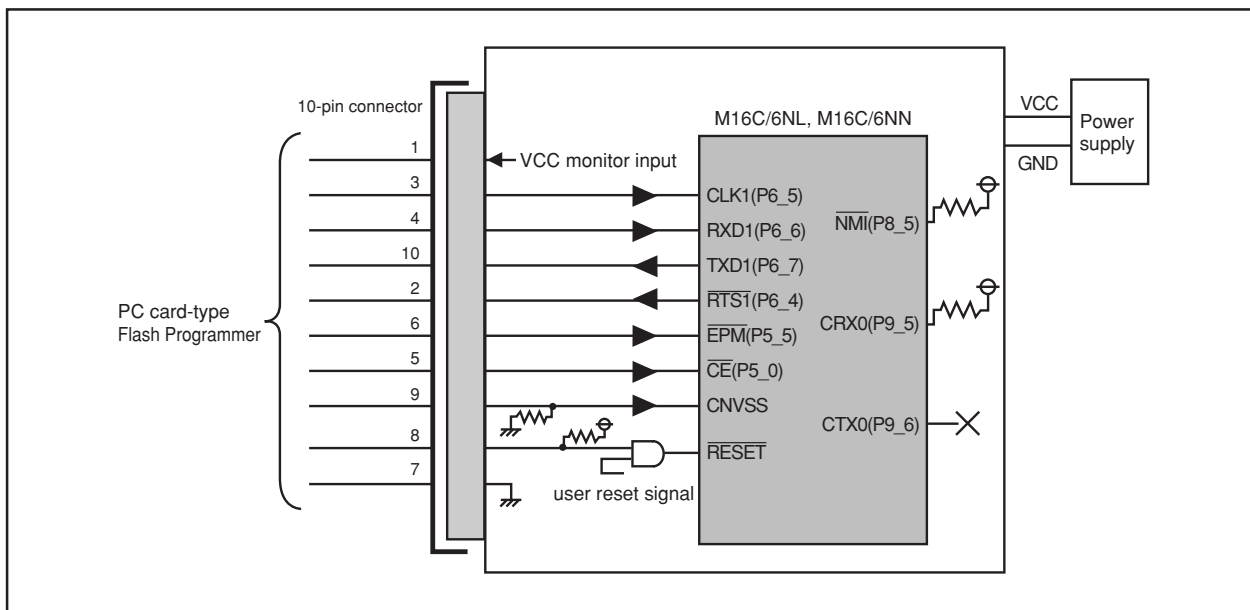 10-pin connector
PC card-type
Flash Programmer
1
3
4
10
2
6
5
9
8
7
VCC monitor input
user reset signal
M16C/6NL, M16C/6NN
CLK1(P6_5)
RXD1(P6_6)
TXD1(P6_7)
RTS1(P6_4)
EPM(P5_5)
CE(P5_0)
CNVSS
RESET
NMI(P8_5)
CRX0(P9_5)
CTX0(P9_6)
VCC
GND
Power
supply